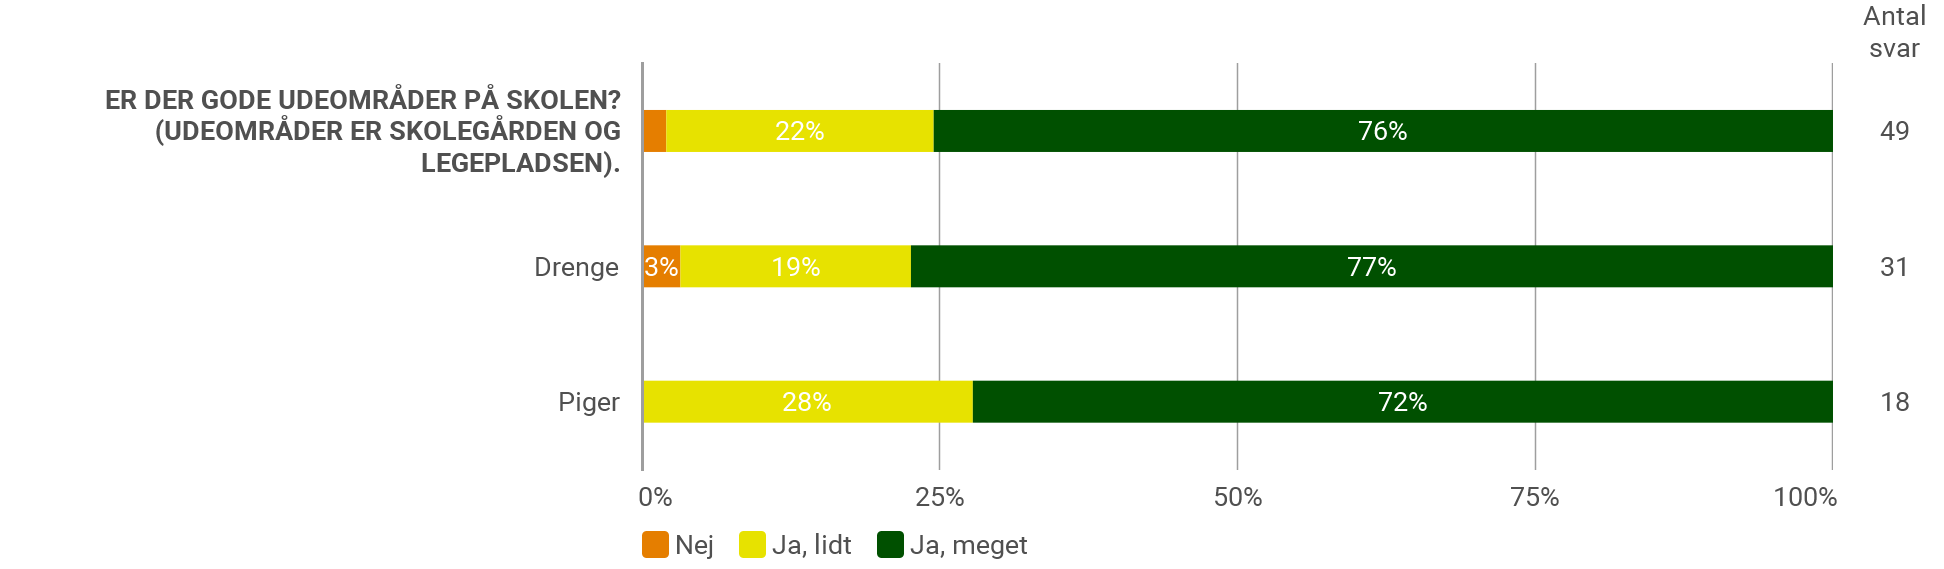 Antal
svar
ER DER GODE UDEOMRÅDER PÅ SKOLEN?
(UDEOMRÅDER ER SKOLEGÅRDEN OG
LEGEPLADSEN).
22% 76% 49
Drenge 3% 19% 77% 31
Piger 28% 72% 18
0% 25% 50% 75% 100%
Nej Ja, lidt Ja, meget